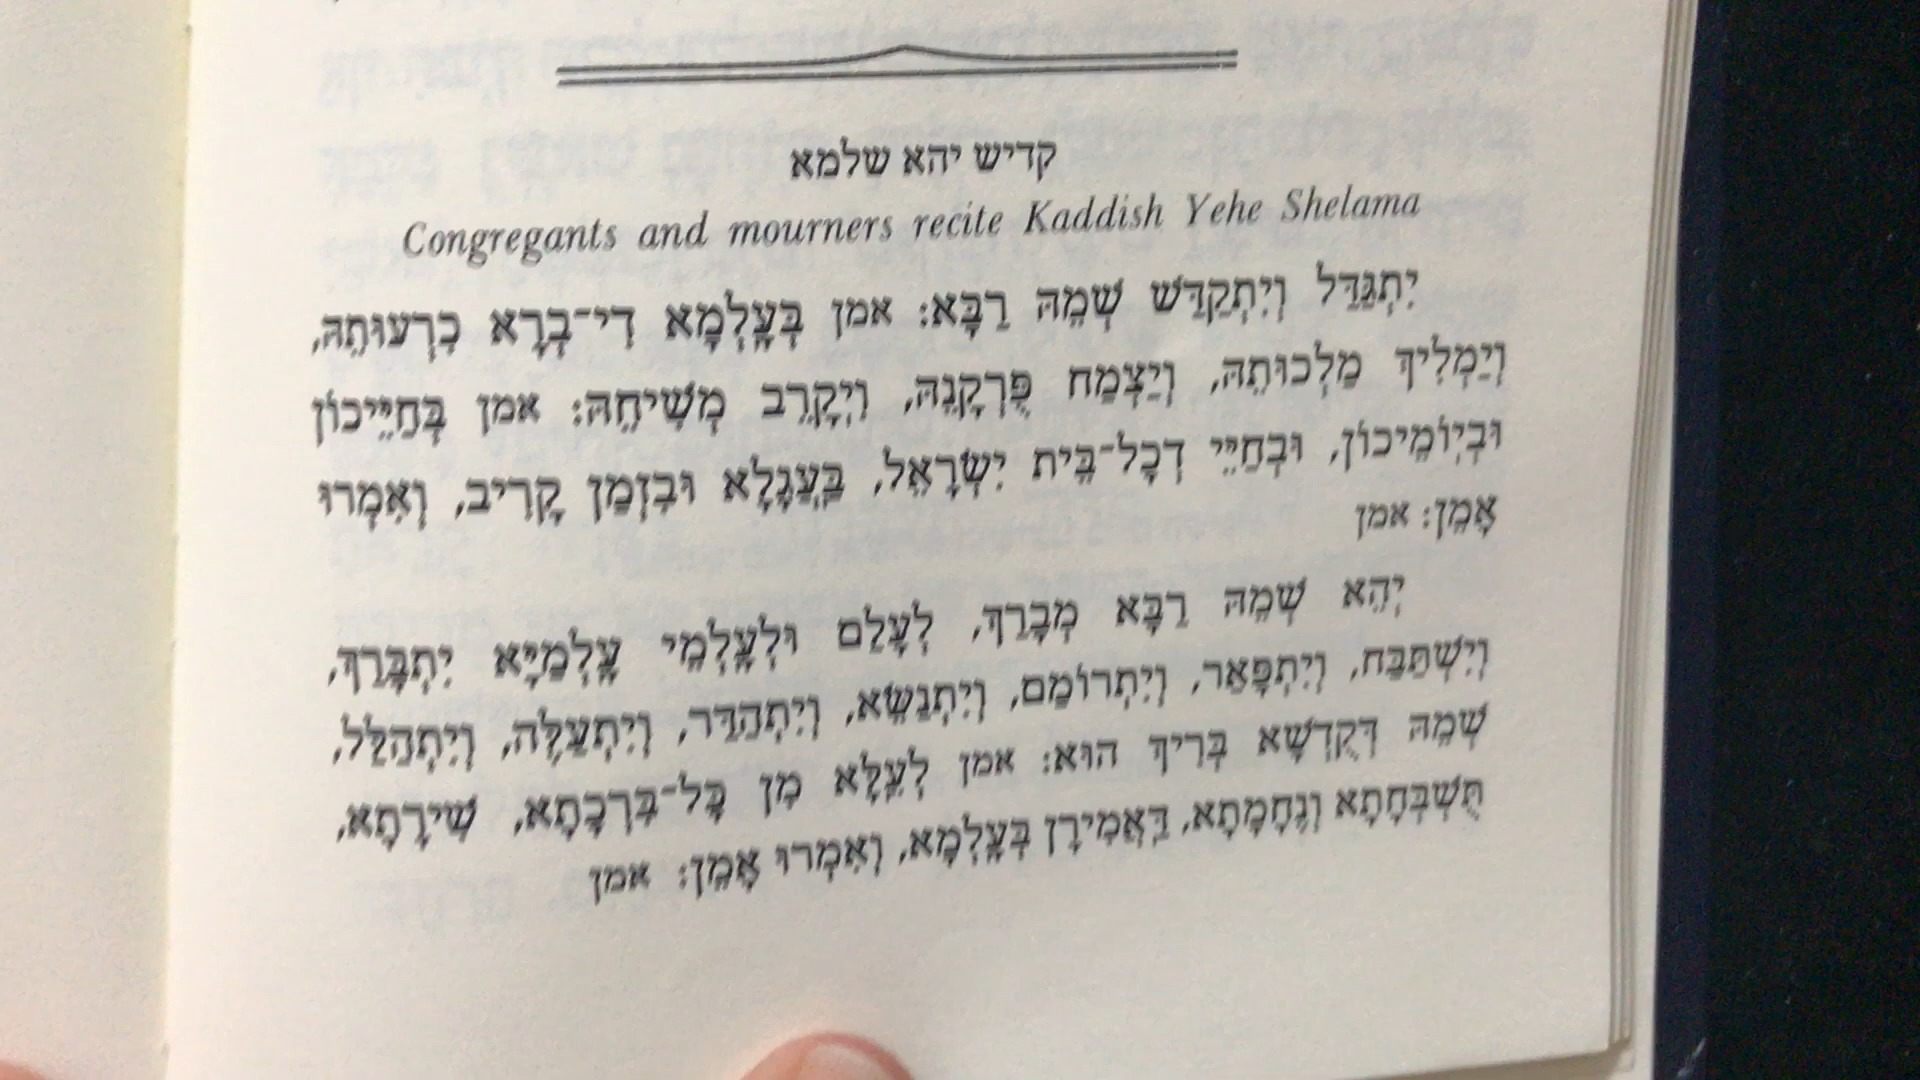 קדיש יהא שלמא
Congregants and mourners recite Kaddish Yehe Shelama
יִתְגַּדַּל וְיִתְקַדַּשׁ שְׁמֵהּ רַבָּא: אמן בְּעָלְמָא דִי־בְרָא כִרְעוּתֵהּ,
וְיַמְלִיךְ מַלְכוּתֵהּ, וְיַצְמַח פֻּרְקָנֵהּ, וִיקָרֵב מְשִׁיחֵהּ: אמן בְּחַיֵּיכוֹן
וּבְיוֹמֵיכוֹן, וּבְחַיֵּי דְכָל־בֵּית יִשְׂרָאֵל, בַּעֲגָלָא וּבִזְמַן קָרִיב, וְאִמְרוּ
אָמֵן: אמן
יְהֵא שְׁמֵהּ רַבָּא מְבָרַךְ, לְעָלַם וּלְעָלְמֵי עָלְמַיָּא יִתְבָּרַךְ,
וְיִשְׁתַּבַּח, וְיִתְפָּאַר, וְיִתְרוֹמַם, וְיִתְנַשֵּׂא, וְיִתְהַדַּר, וְיִתְעַלֶּה, וְיִתְהַלַּל,
שְׁמֵהּ דְּקֻדְשָׁא בְּרִיךְ הוּא: אמן לְעֵלָּא מִן כָּל־בִּרְכָתָא, שִׁירָתָא,
תֻּשְׁבְּחָתָא וְנֶחָמָתָא, דַּאֲמִירָן בְּעָלְמָא, וְאִמְרוּ אָמֵן: אמן